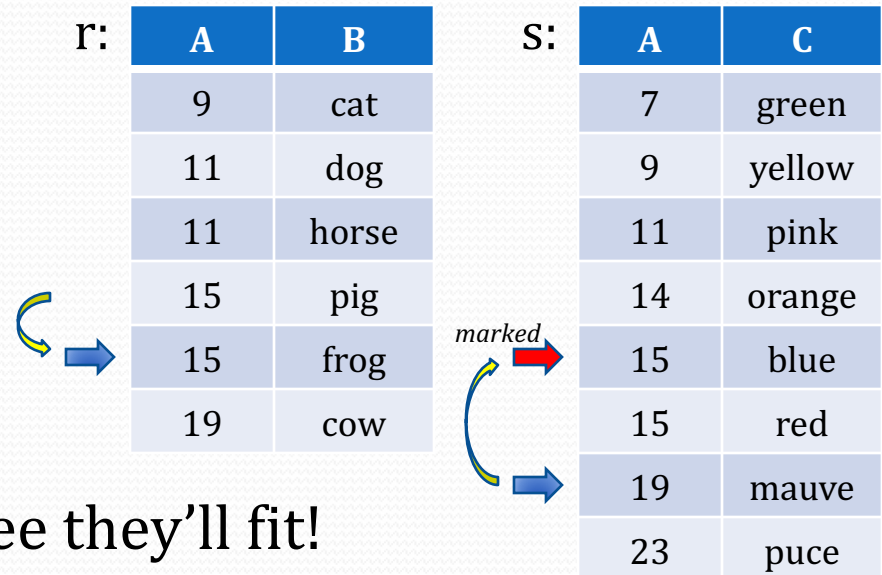 r: A B s: A C
9 cat 7 green
11 dog 9 yellow
11 horse 11 pink
15 pig 14 orange
marked
15 frog 15 blue
19 cow 15 red
19 mauve
ee they’ll fit!
23 puce